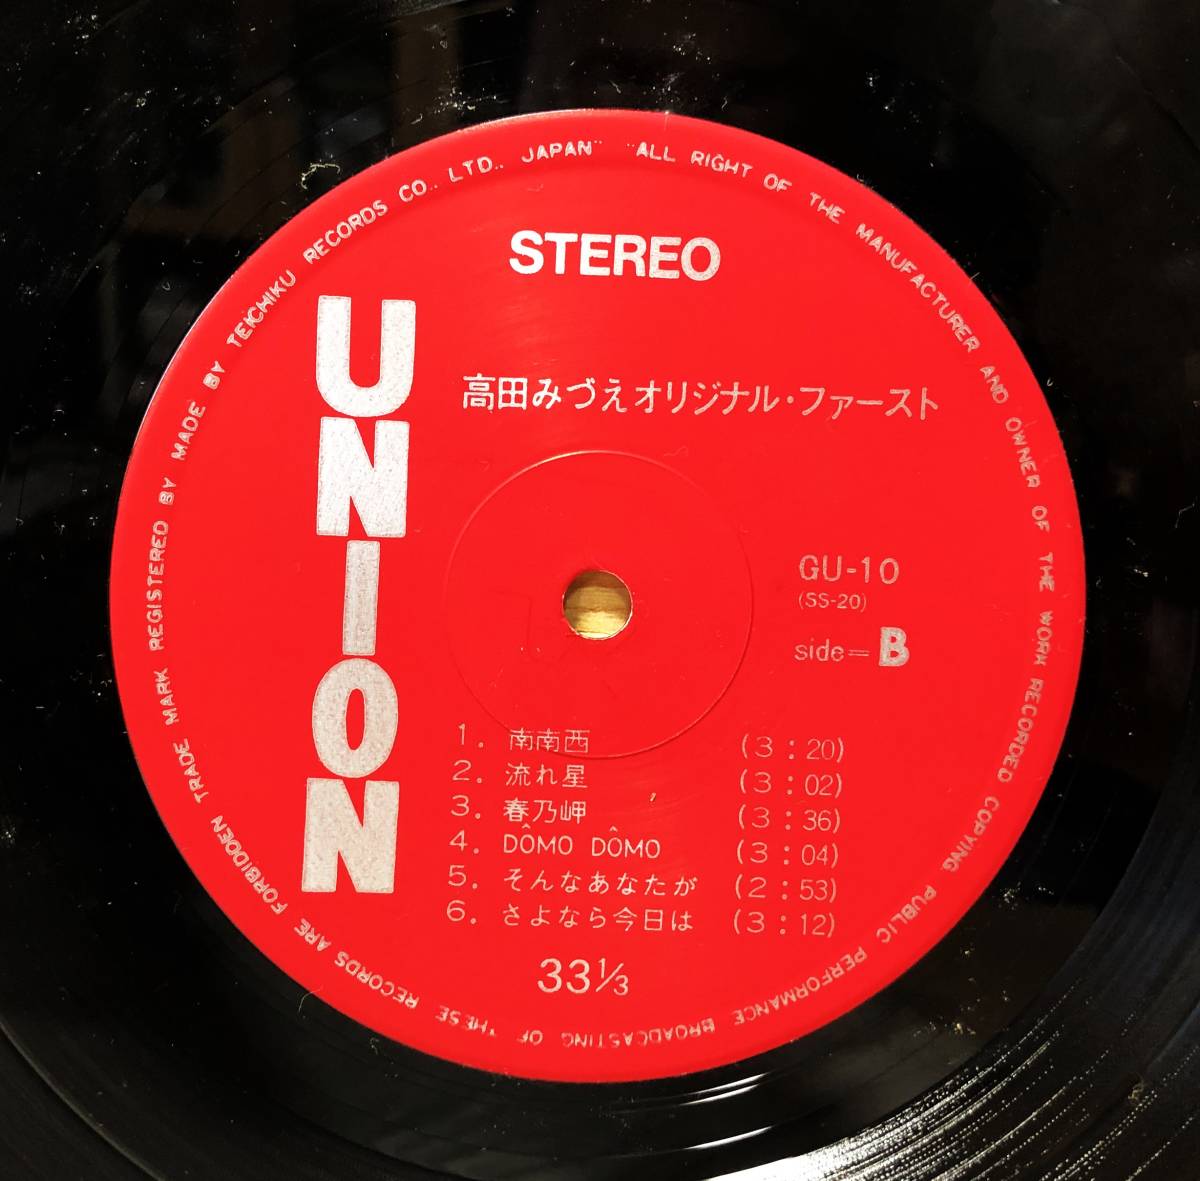 TRADE MARK REGISTERED BY MADE BY TEICHIKU RECORDS CO., LTD., JAPAN" "ALL RIGHT OF THE MANUFACTURER AND OWNER OF THE WORK RECORDED COPYING, PUBLIC PERFORMANCE BROADCASTING OF THESE RECORDS ARE FORBIDDEN
STEREO
UNION
高田みづえオリジナル・ファースト
GU-10
(SS-20)
side=B
1. 南南西 (3:20)
2. 流れ星 (3:02)
3. 春乃岬 (3:36)
4. DÔMO DÔMO (3:04)
5. そんなあなたが (2:53)
6. さよなら今日は (3:12)
33⅓